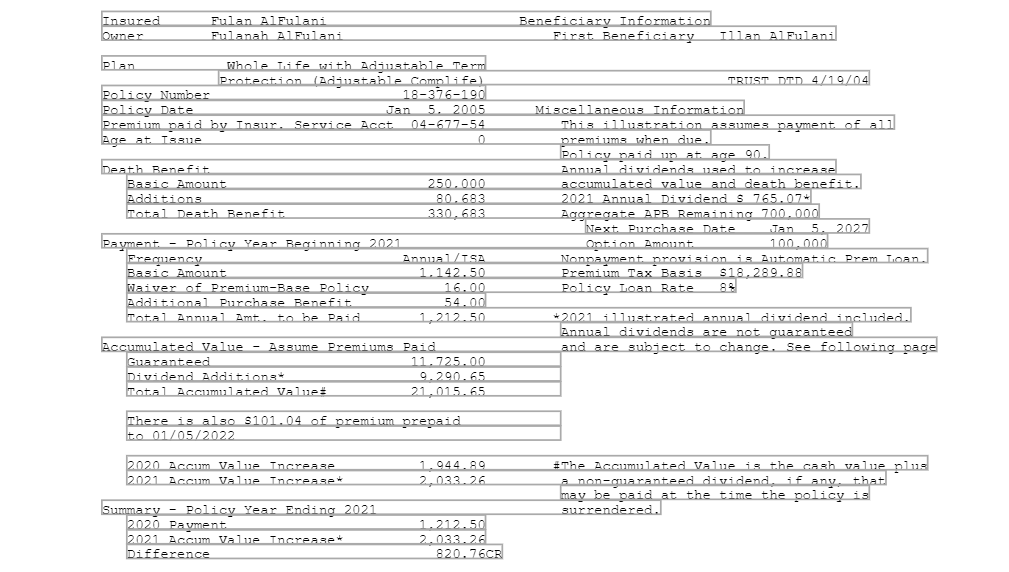 Insured Fulan AlFulani Beneficiary Information
Owner Fulanah AlFulani First Beneficiary Illan AlFulani
Plan Whole Life with Adjustable Term
Protection (Adjustable Complife) TRUST DTD 4/19/04
Policy Number 18-376-190
Policy Date Jan 5, 2005 Miscellaneous Information
Premium paid by Insur. Service Acct 04-677-54 This illustration assumes payment of all
Age at Issue 0 premiums when due.
Policy paid up at age 90.
Death Benefit Annual dividends used to increase
Basic Amount 250,000 accumulated value and death benefit.
Additions 80,683 2021 Annual Dividend $ 765.07*
Total Death Benefit 330,683 Aggregate APB Remaining 700,000
Next Purchase Date Jan 5, 2027
Payment - Policy Year Beginning 2021 Option Amount 100,000
Frequency Annual/ISA Nonpayment provision is Automatic Prem Loan.
Basic Amount 1,142.50 Premium Tax Basis $18,289.88
Waiver of Premium-Base Policy 16.00 Policy Loan Rate 8%
Additional Purchase Benefit 54.00
Total Annual Amt. to be Paid 1,212.50 *2021 illustrated annual dividend included.
Annual dividends are not guaranteed
Accumulated Value - Assume Premiums Paid and are subject to change. See following page
Guaranteed 11,725.00
Dividend Additions* 9,290.65
Total Accumulated Value# 21,015.65
There is also $101.04 of premium prepaid
to 01/05/2022
2020 Accum Value Increase 1,944.89 #The Accumulated Value is the cash value plus
2021 Accum Value Increase* 2,033.26 a non-guaranteed dividend, if any, that
may be paid at the time the policy is
Summary - Policy Year Ending 2021 surrendered.
2020 Payment 1,212.50
2021 Accum Value Increase* 2,033.26
Difference 820.76CR